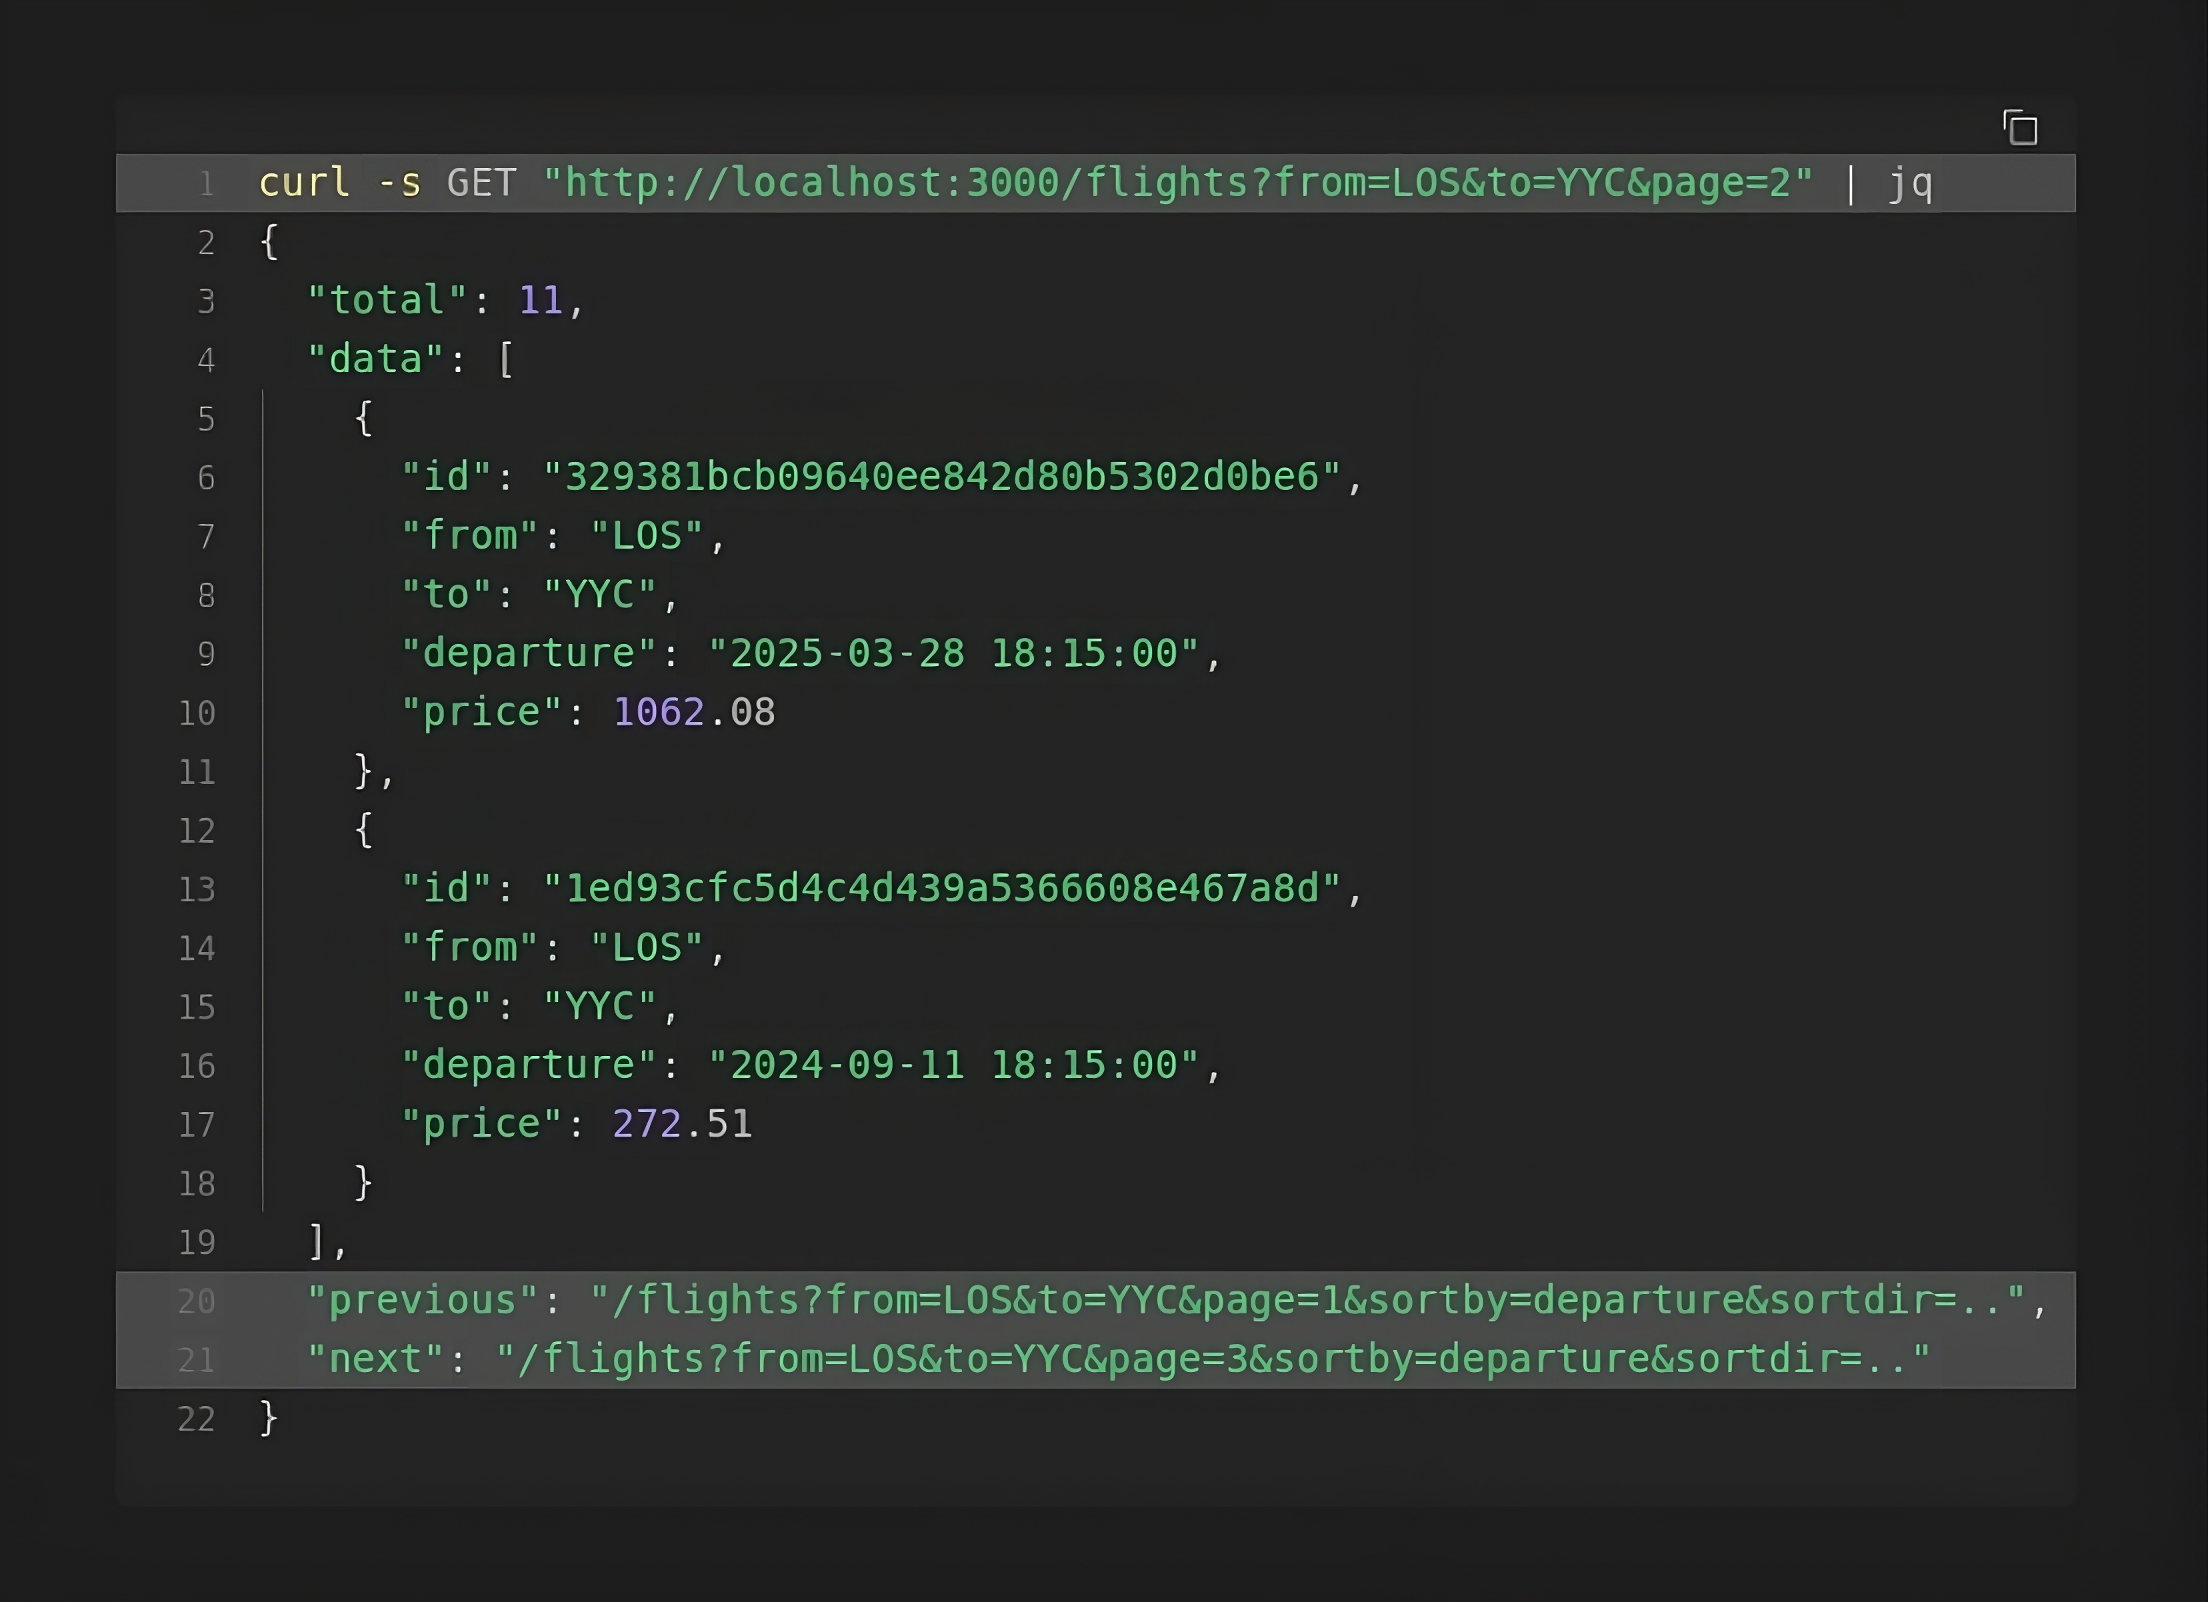 1 curl -s GET "http://localhost:3000/flights?from=LOS&to=YYC&page=2" | jq
2 {
3 "total": 11,
4 "data": [
5 {
6 "id": "329381bcb09640ee842d80b5302d0be6",
7 "from": "LOS",
8 "to": "YYC",
9 "departure": "2025-03-28 18:15:00",
10 "price": 1062.08
11 },
12 {
13 "id": "1ed93cfc5d4c4d439a5366608e467a8d",
14 "from": "LOS",
15 "to": "YYC",
16 "departure": "2024-09-11 18:15:00",
17 "price": 272.51
18 }
19 ],
20 "previous": "/flights?from=LOS&to=YYC&page=1&sortby=departure&sortdir=..",
21 "next": "/flights?from=LOS&to=YYC&page=3&sortby=departure&sortdir=.."
22 }